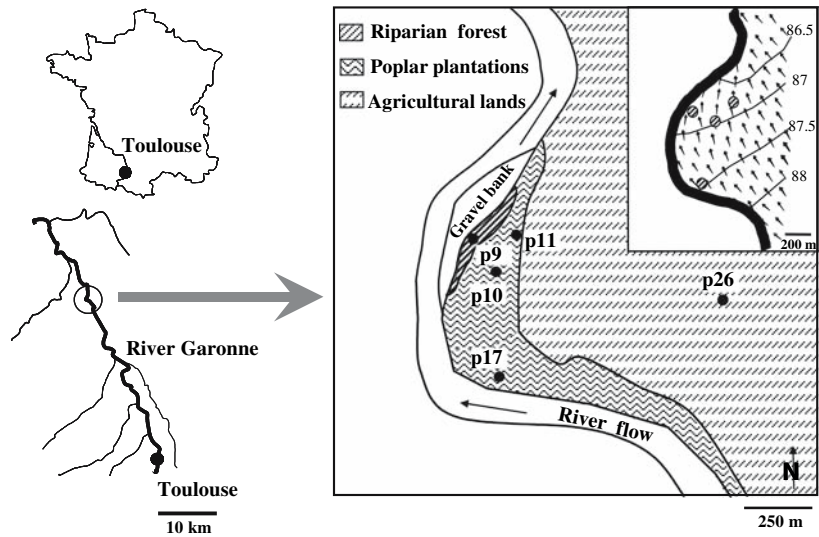 Toulouse
River Garonne
Toulouse
10 km
Riparian forest
Poplar plantations
Agricultural lands
86.5
87
87.5
88
200 m
Gravel bank
p9
p11
p10
p26
p17
River flow
N
250 m